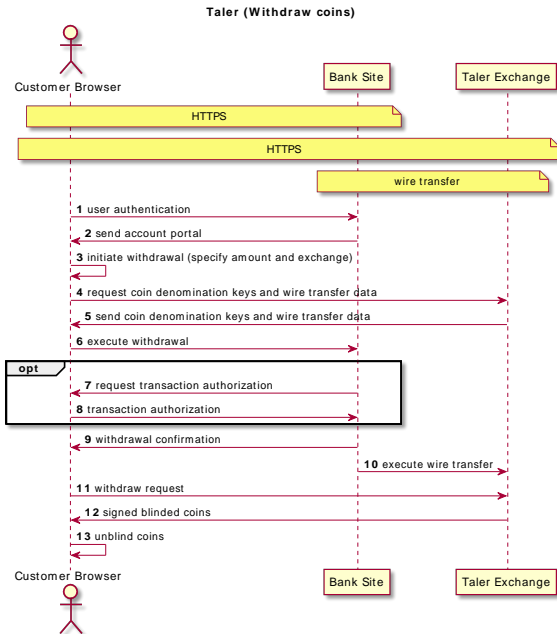 Taler (Withdraw coins)
Customer Browser
Bank Site
Taler Exchange
HTTPS
HTTPS
wire transfer
1 user authentication
2 send account portal
3 initiate withdrawal (specify amount and exchange)
4 request coin denomination keys and wire transfer data
5 send coin denomination keys and wire transfer data
6 execute withdrawal
opt
7 request transaction authorization
8 transaction authorization
9 withdrawal confirmation
10 execute wire transfer
11 withdraw request
12 signed blinded coins
13 unblind coins
Customer Browser
Bank Site
Taler Exchange